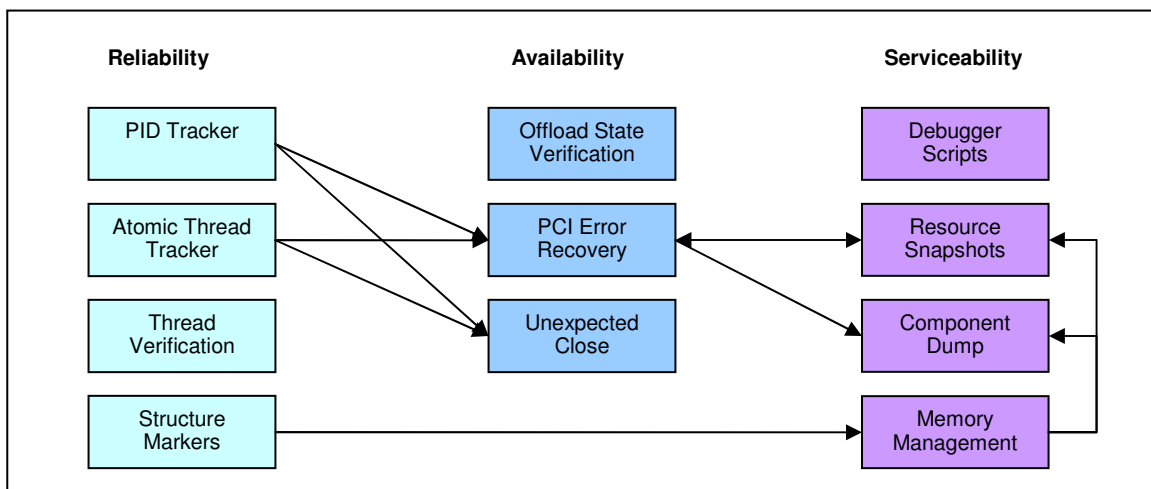 Reliability
Availability
Serviceability
PID Tracker
Offload State
Verification
Debugger
Scripts
Atomic Thread
Tracker
PCI Error
Recovery
Resource
Snapshots
Thread
Verification
Unexpected
Close
Component
Dump
Structure
Markers
Memory
Management